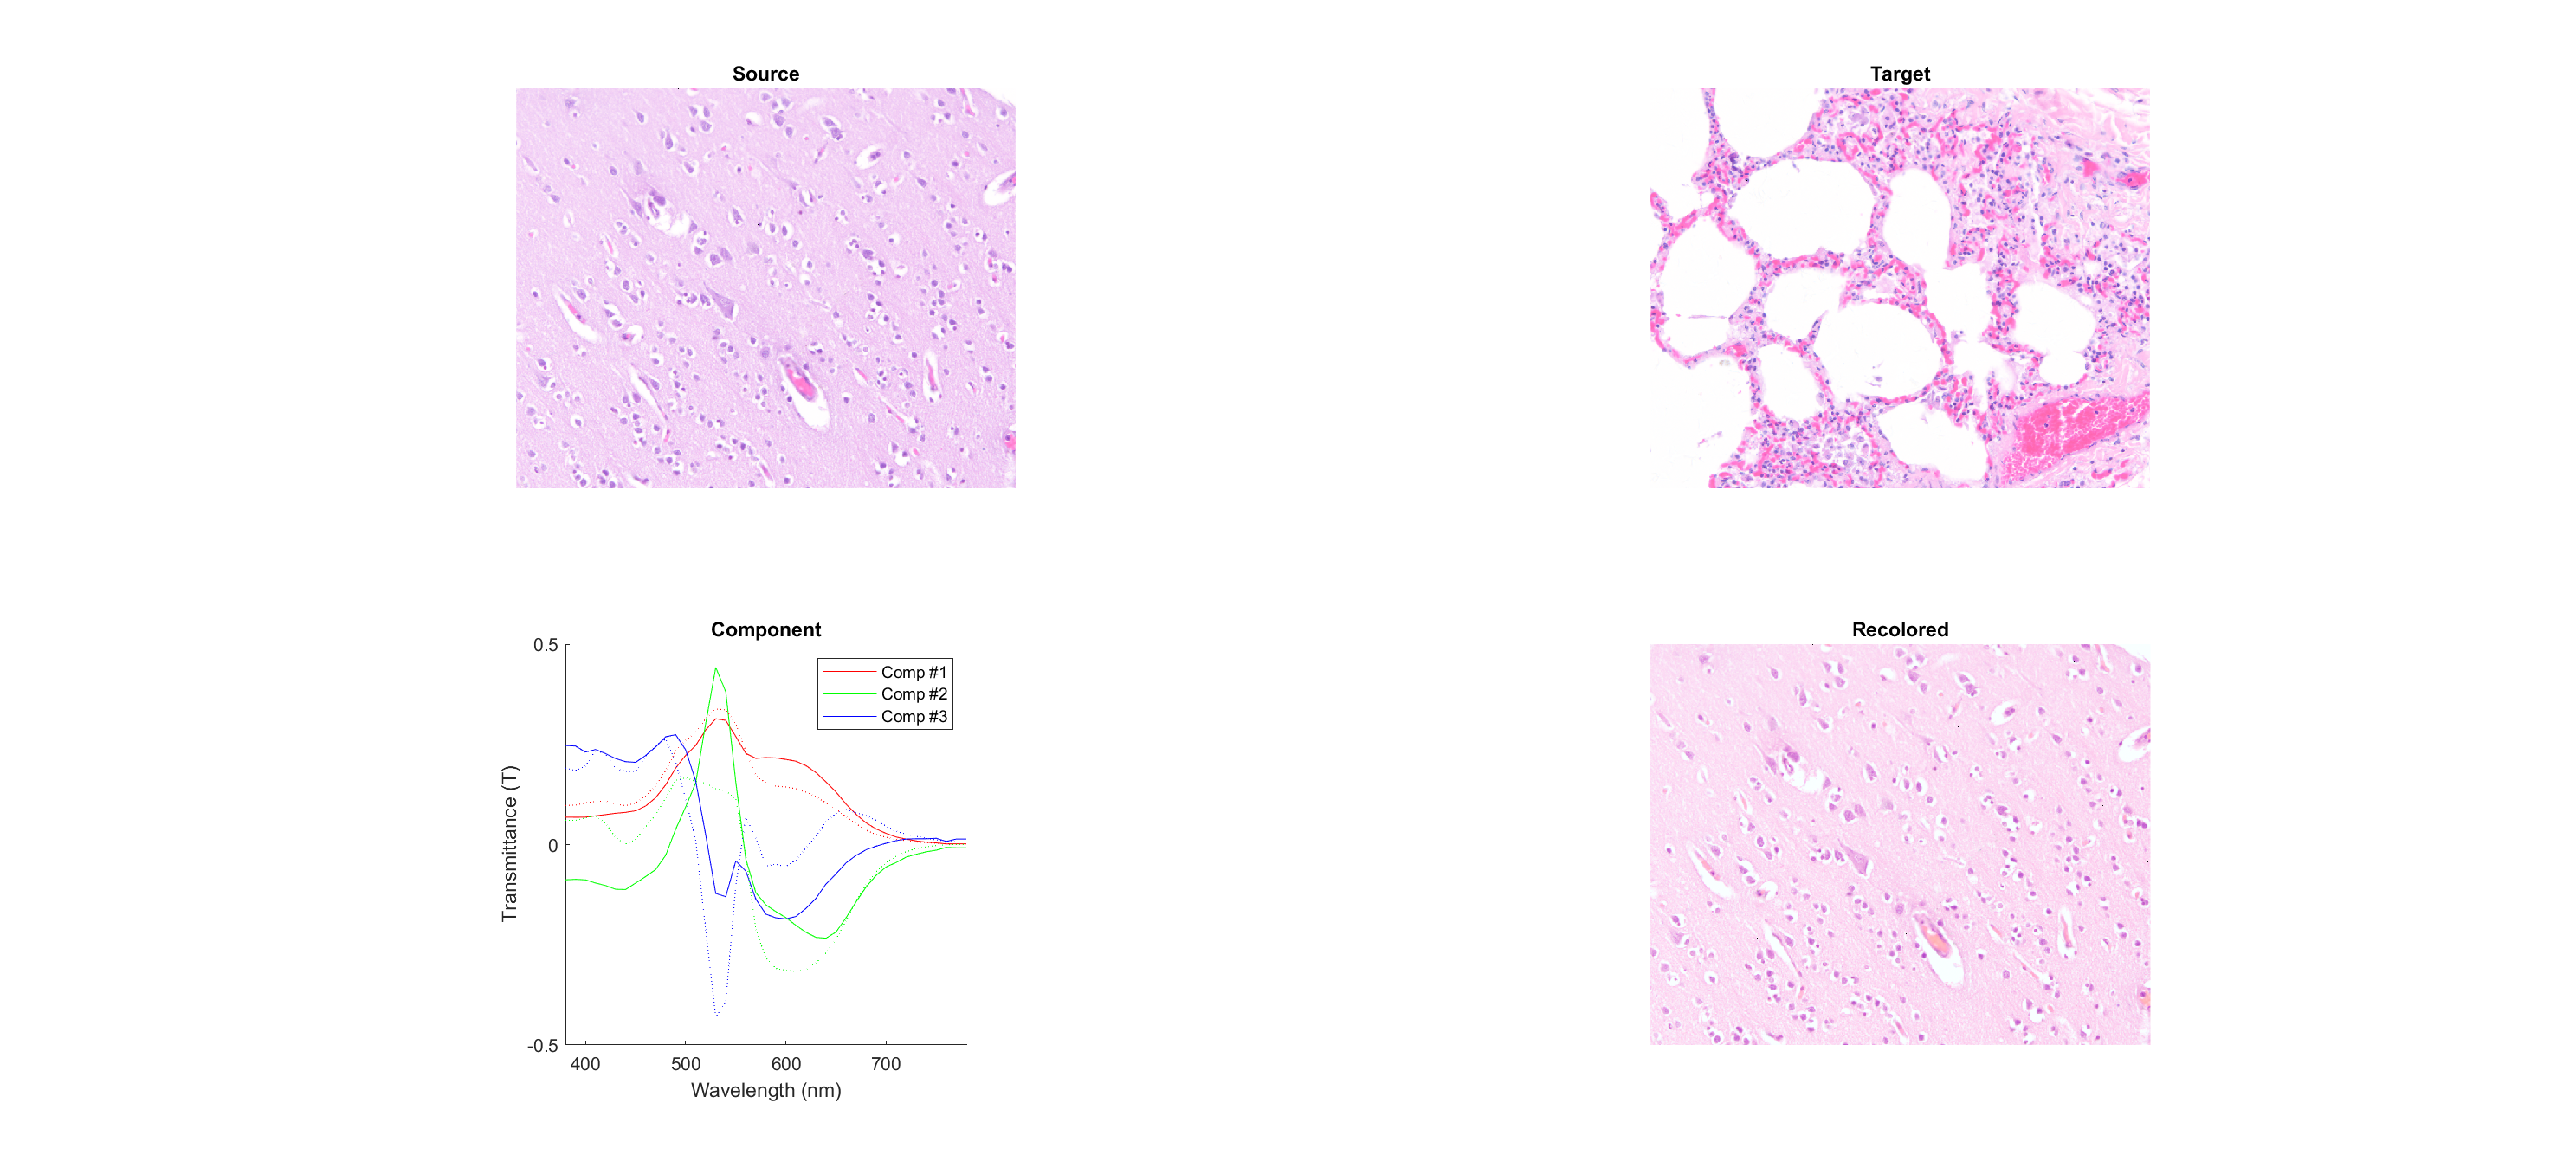 Source
Target
Component
0.5
0
-0.5
Transmittance (T)
Comp #1
Comp #2
Comp #3
400 500 600 700
Wavelength (nm)
Recolored